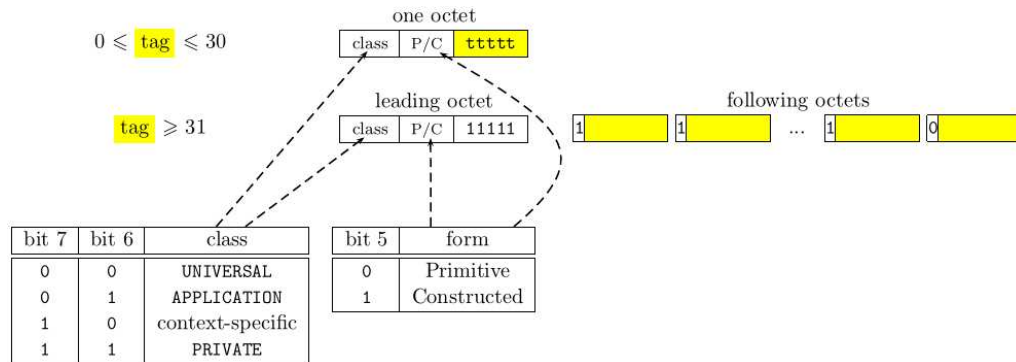 one octet
0 ⩽ tag ⩽ 30
class P/C ttttt
leading octet
following octets
tag ⩾ 31
class P/C 11111
1 1 ... 1 0
bit 7 bit 6 class
0 0 UNIVERSAL
0 1 APPLICATION
1 0 context-specific
1 1 PRIVATE
bit 5 form
0 Primitive
1 Constructed